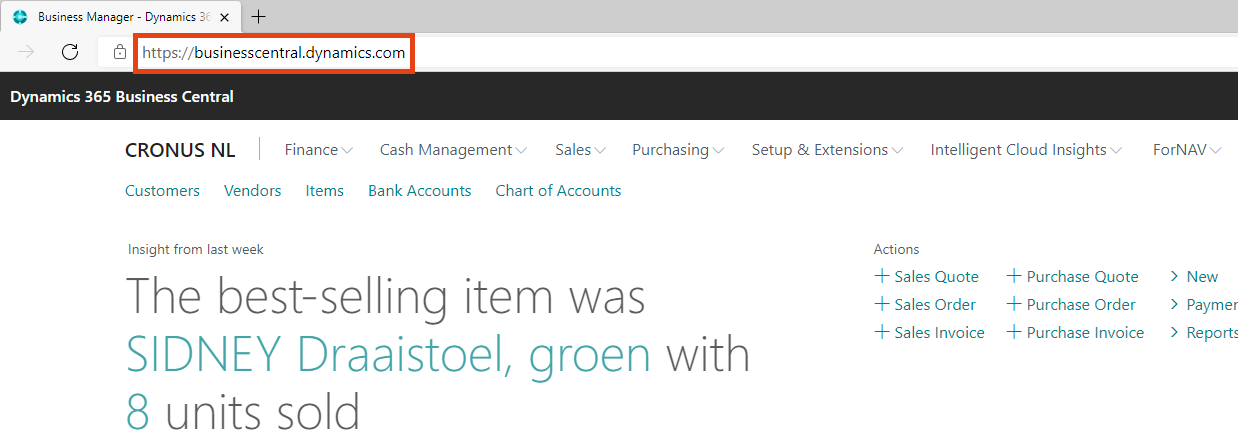 Business Manager - Dynamics 36
https://businesscentral.dynamics.com
Dynamics 365 Business Central
CRONUS NL Finance Cash Management Sales Purchasing Setup & Extensions Intelligent Cloud Insights ForNAV
Customers Vendors Items Bank Accounts Chart of Accounts
Insight from last week
The best-selling item was
SIDNEY Draaistoel, groen with
8 units sold
Actions
+ Sales Quote + Purchase Quote > New
+ Sales Order + Purchase Order > Paymen
+ Sales Invoice + Purchase Invoice > Reports